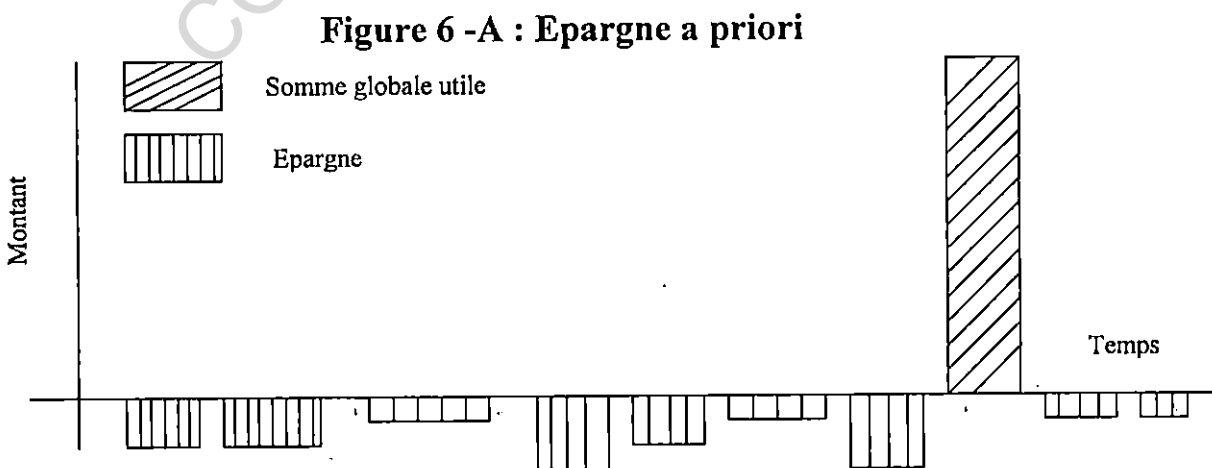 Figure 6 -A : Epargne a priori
Somme globale utile
Epargne
Montant
Temps